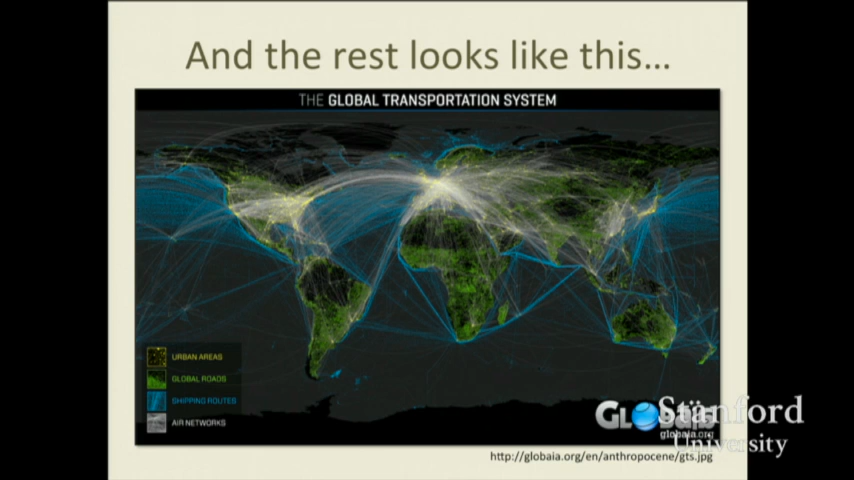 And the rest looks like this...
THE GLOBAL TRANSPORTATION SYSTEM
URBAN AREAS
GLOBAL ROADS
SHIPPING ROUTES
AIR NETWORKS
Stanford
globaia.org
University
http://globaia.org/en/anthropocene/gts.jpg